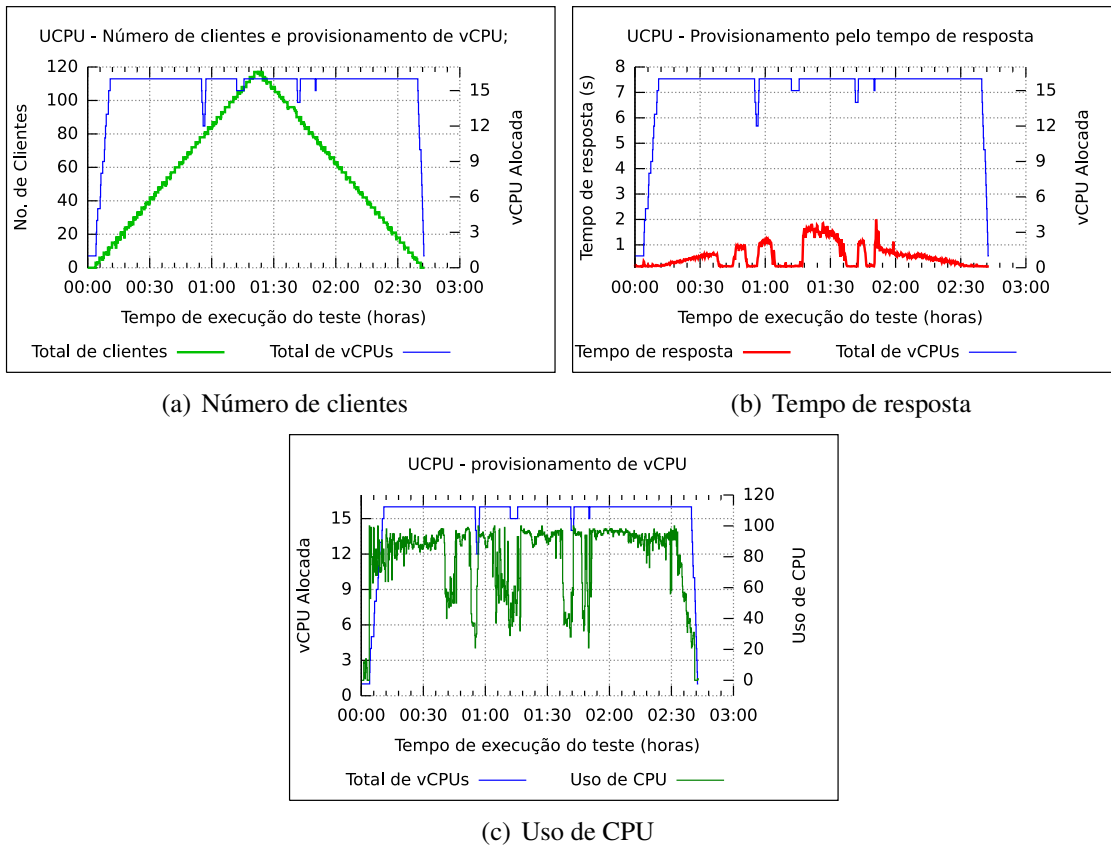 UCPU - Número de clientes e provisionamento de vCPU;
No. de Clientes
120
100
80
60
40
20
0
15
12
9
6
3
0
vCPU Alocada
00:00 00:30 01:00 01:30 02:00 02:30 03:00
Tempo de execução do teste (horas)
Total de clientes Total de vCPUs
(a) Número de clientes
UCPU - Provisionamento pelo tempo de resposta
Tempo de resposta (s)
8
7
6
5
4
3
2
1
15
12
9
6
3
0
vCPU Alocada
00:00 00:30 01:00 01:30 02:00 02:30 03:00
Tempo de execução do teste (horas)
Tempo de resposta Total de vCPUs
(b) Tempo de resposta
UCPU - provisionamento de vCPU
vCPU Alocada
15
12
9
6
3
0
120
100
80
60
40
20
0
Uso de CPU
00:00 00:30 01:00 01:30 02:00 02:30 03:00
Tempo de execução do teste (horas)
Total de vCPUs Uso de CPU
(c) Uso de CPU